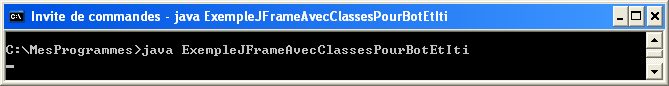 Invite de commandes - java ExempleJFrameAvecClassesPourBotEtIti
C:\MesProgrammes>java ExempleJFrameAvecClassesPourBotEtIti